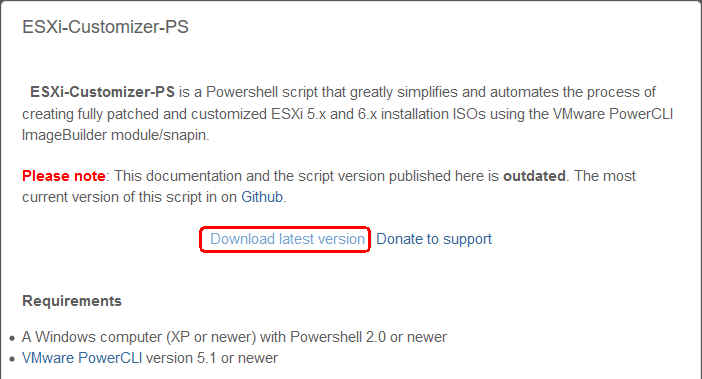 ESXi-Customizer-PS
ESXi-Customizer-PS is a Powershell script that greatly simplifies and automates the process of
creating fully patched and customized ESXi 5.x and 6.x installation ISOs using the VMware PowerCLI
ImageBuilder module/snapin.
Please note: This documentation and the script version published here is outdated. The most
current version of this script in on Github.
Download latest version Donate to support
Requirements
• A Windows computer (XP or newer) with Powershell 2.0 or newer
• VMware PowerCLI version 5.1 or newer